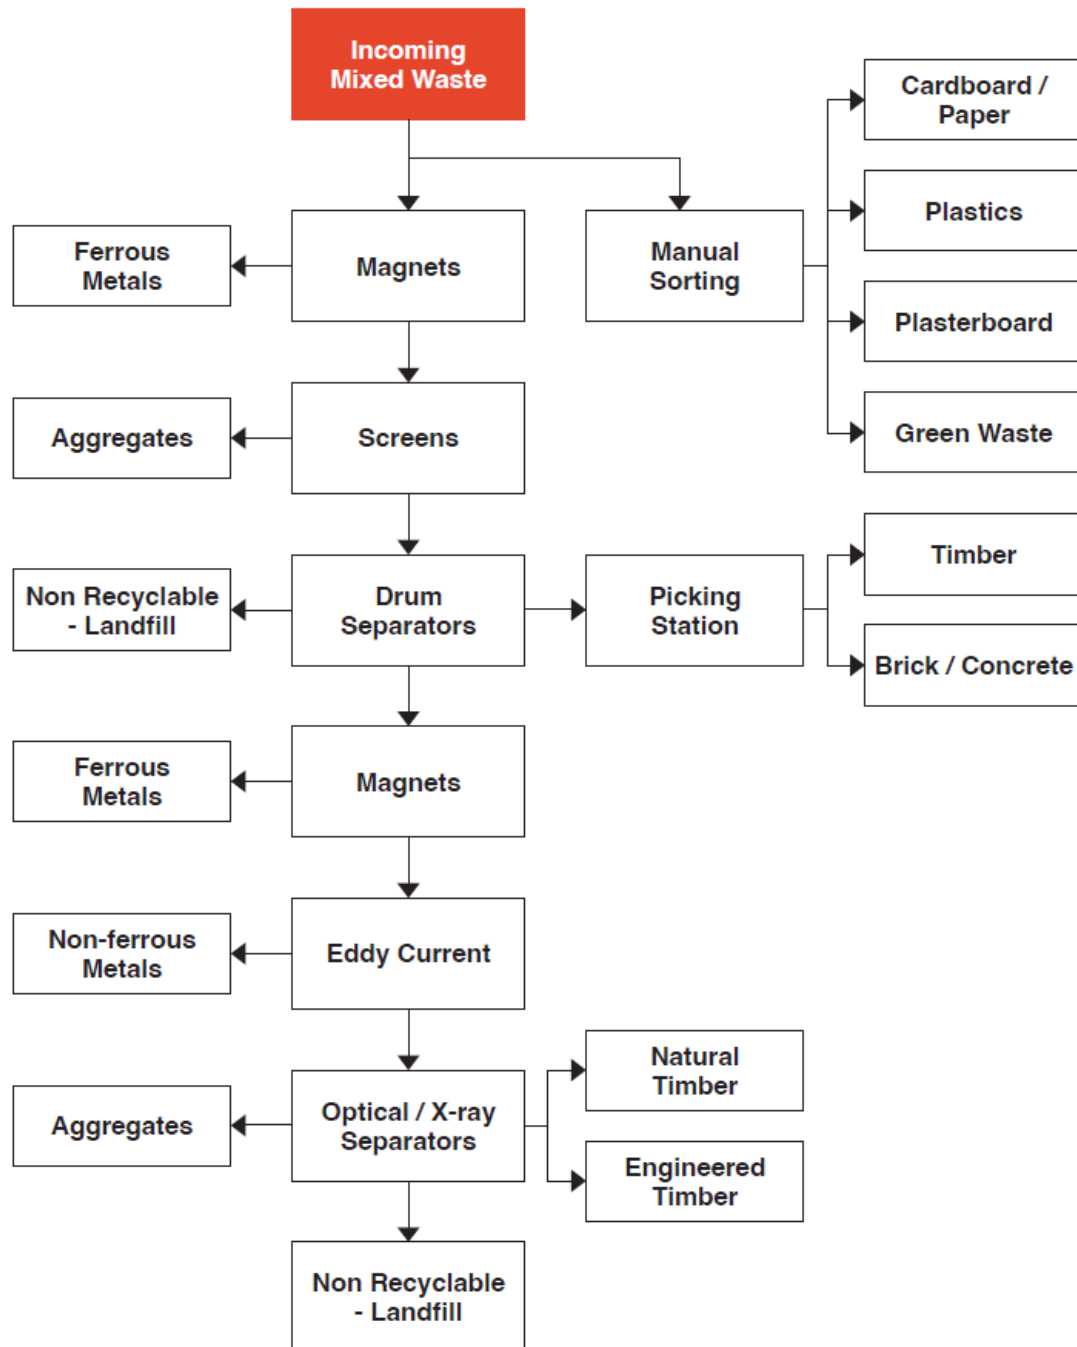 Incoming
Mixed Waste
Cardboard /
Paper
Plastics
Ferrous
Metals
Magnets
Manual
Sorting
Plasterboard
Aggregates
Screens
Green Waste
Timber
Non Recyclable
- Landfill
Drum
Separators
Picking
Station
Brick / Concrete
Ferrous
Metals
Magnets
Non-ferrous
Metals
Eddy Current
Natural
Timber
Aggregates
Optical / X-ray
Separators
Engineered
Timber
Non Recyclable
- Landfill